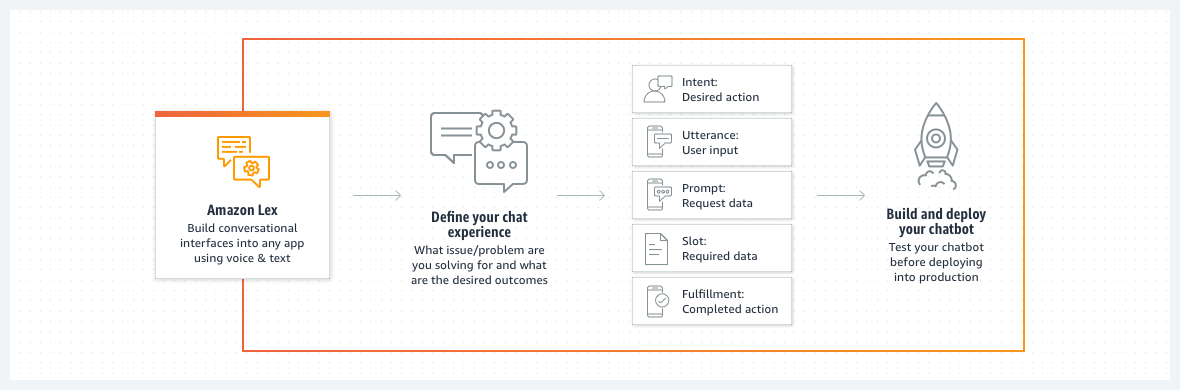 Amazon Lex
Build conversational
interfaces into any app
using voice & text
Define your chat
experience
What issue/problem are
you solving for and what
are the desired outcomes
Intent:
Desired action
Utterance:
User input
Prompt:
Request data
Slot:
Required data
Fulfillment:
Completed action
Build and deploy
your chatbot
Test your chatbot
before deploying
into production